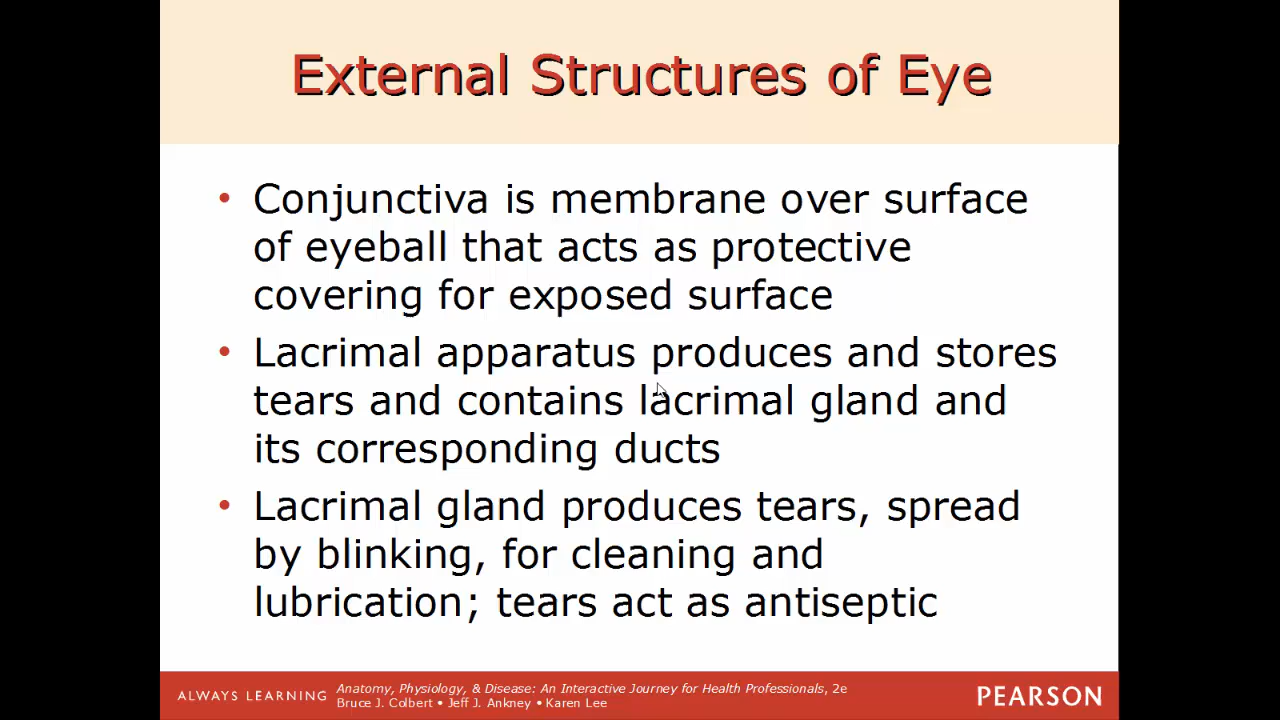 External Structures of Eye
• Conjunctiva is membrane over surface
of eyeball that acts as protective
covering for exposed surface
• Lacrimal apparatus produces and stores
tears and contains lacrimal gland and
its corresponding ducts
• Lacrimal gland produces tears, spread
by blinking, for cleaning and
lubrication; tears act as antiseptic
ALWAYS LEARNING
Anatomy, Physiology, & Disease: An Interactive Journey for Health Professionals, 2e
Bruce J. Colbert • Jeff J. Ankney • Karen Lee
PEARSON